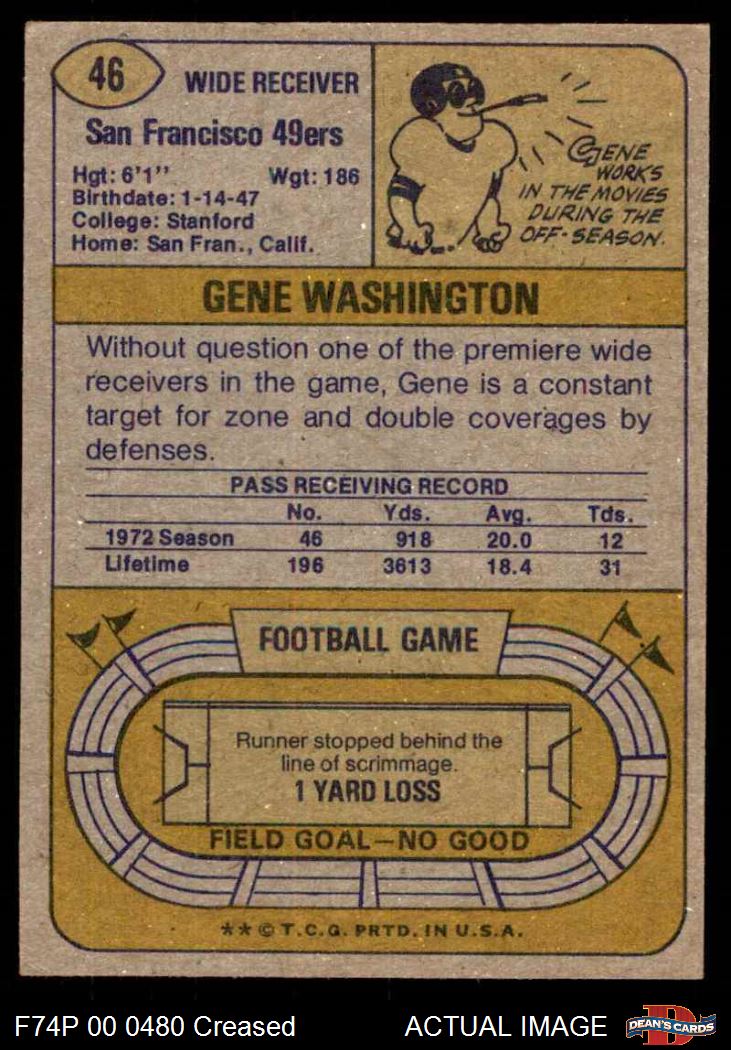 46
WIDE RECEIVER
San Francisco 49ers
Hgt: 6'1'' Wgt: 186
Birthdate: 1-14-47
College: Stanford
Home: San Fran., Calif.
GENE
WORKS
IN THE MOVIES
DURING THE
OFF-SEASON.
GENE WASHINGTON
Without question one of the premiere wide
receivers in the game, Gene is a constant
target for zone and double coverages by
defenses.
PASS RECEIVING RECORD
No. Yds. Avg. Tds.
1972 Season 46 918 20.0 12
Lifetime 196 3613 18.4 31
FOOTBALL GAME
Runner stopped behind the
line of scrimmage.
1 YARD LOSS
FIELD GOAL—NO GOOD
**© T.C.G. PRTD. IN U.S.A.
F74P 00 0480 Creased ACTUAL IMAGE
D
DEAN'S CARDS